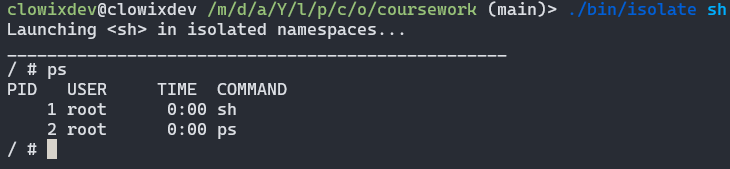 clowixdev@clowixdev /m/d/a/Y/l/p/c/o/coursework (main)> ./bin/isolate sh
Launching <sh> in isolated namespaces...
__________________________________________________
/ # ps
PID   USER     TIME  COMMAND
    1 root      0:00 sh
    2 root      0:00 ps
/ #